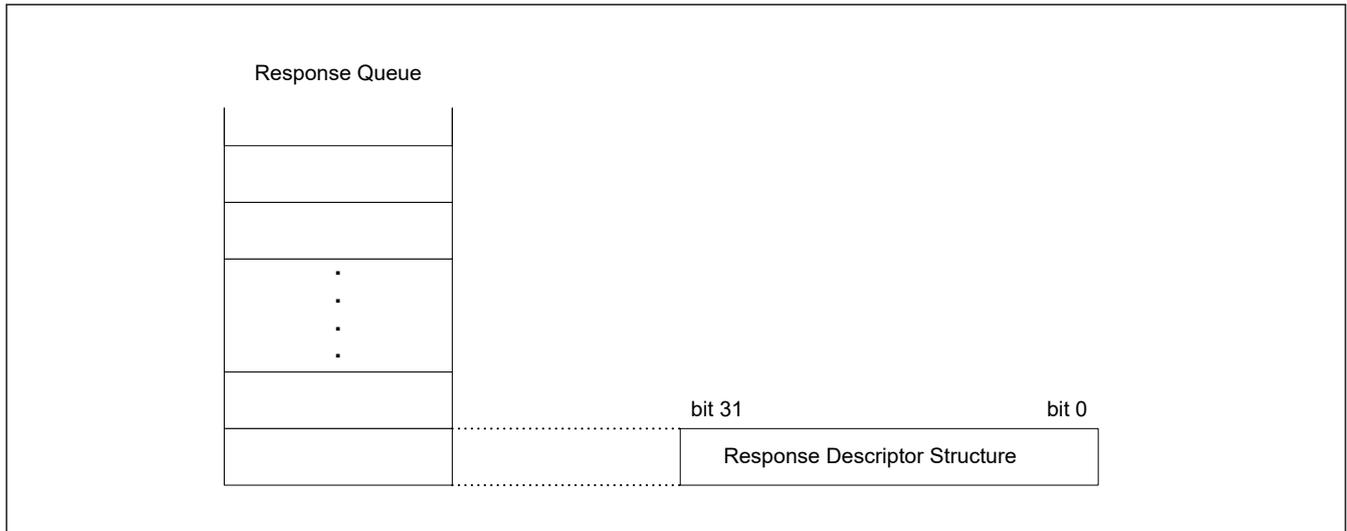 Response Queue
bit 31
bit 0
Response Descriptor Structure